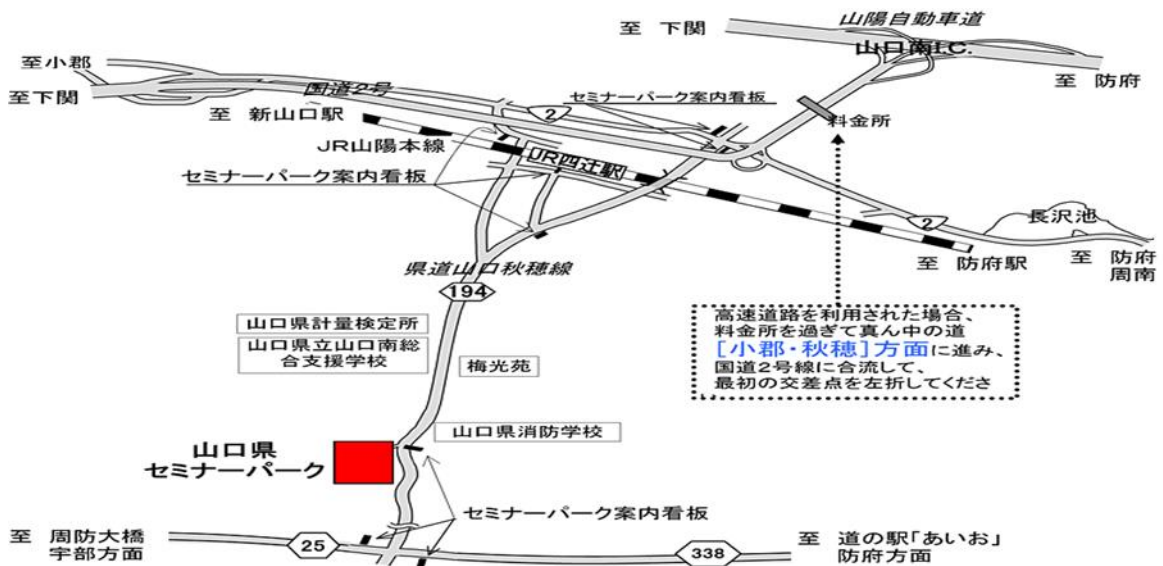 山陽自動車道
至 下関
山口南I.C.
至 防府
至小郡
至下関
国道2号
至 新山口駅
2
セミナーパーク案内看板
料金所
JR山陽本線
JR四辻駅
セミナーパーク案内看板
2
長沢池
至 防府駅
至 防府
周南
県道山口秋穂線
194
高速道路を利用された場合、
料金所を過ぎて真ん中の道
[小郡・秋穂]方面に進み、
国道2号線に合流して、
最初の交差点を左折してくださ
山口県計量検定所
山口県立山口南総
合支援学校
梅光苑
山口県消防学校
山口県
セミナーパーク
セミナーパーク案内看板
至 周防大橋
宇部方面
25
338
至 道の駅「あいお」
防府方面